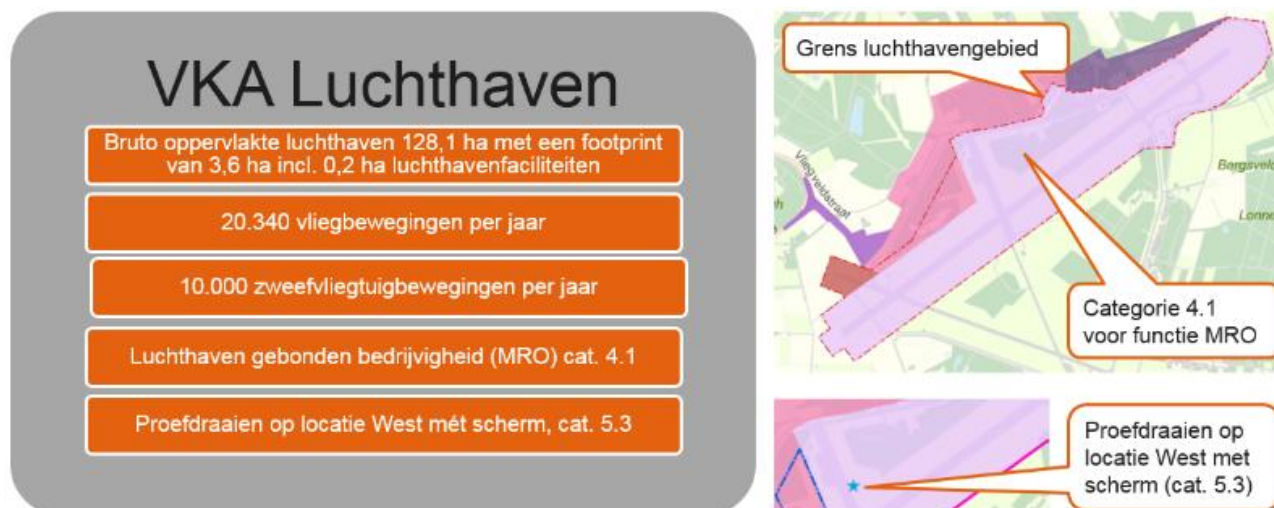 VKA Luchthaven
Bruto oppervlakte luchthaven 128,1 ha met een footprint
van 3,6 ha incl. 0,2 ha luchthavenfaciliteiten
20.340 vliegbewegingen per jaar
10.000 zweefvliegtuigbewegingen per jaar
Luchthaven gebonden bedrijvigheid (MRO) cat. 4.1
Proefdraaien op locatie West mét scherm, cat. 5.3
Grens luchthavengebied
Vliegveldstraat
Categorie 4.1
voor functie MRO
Proefdraaien op
locatie West met
scherm (cat. 5.3)